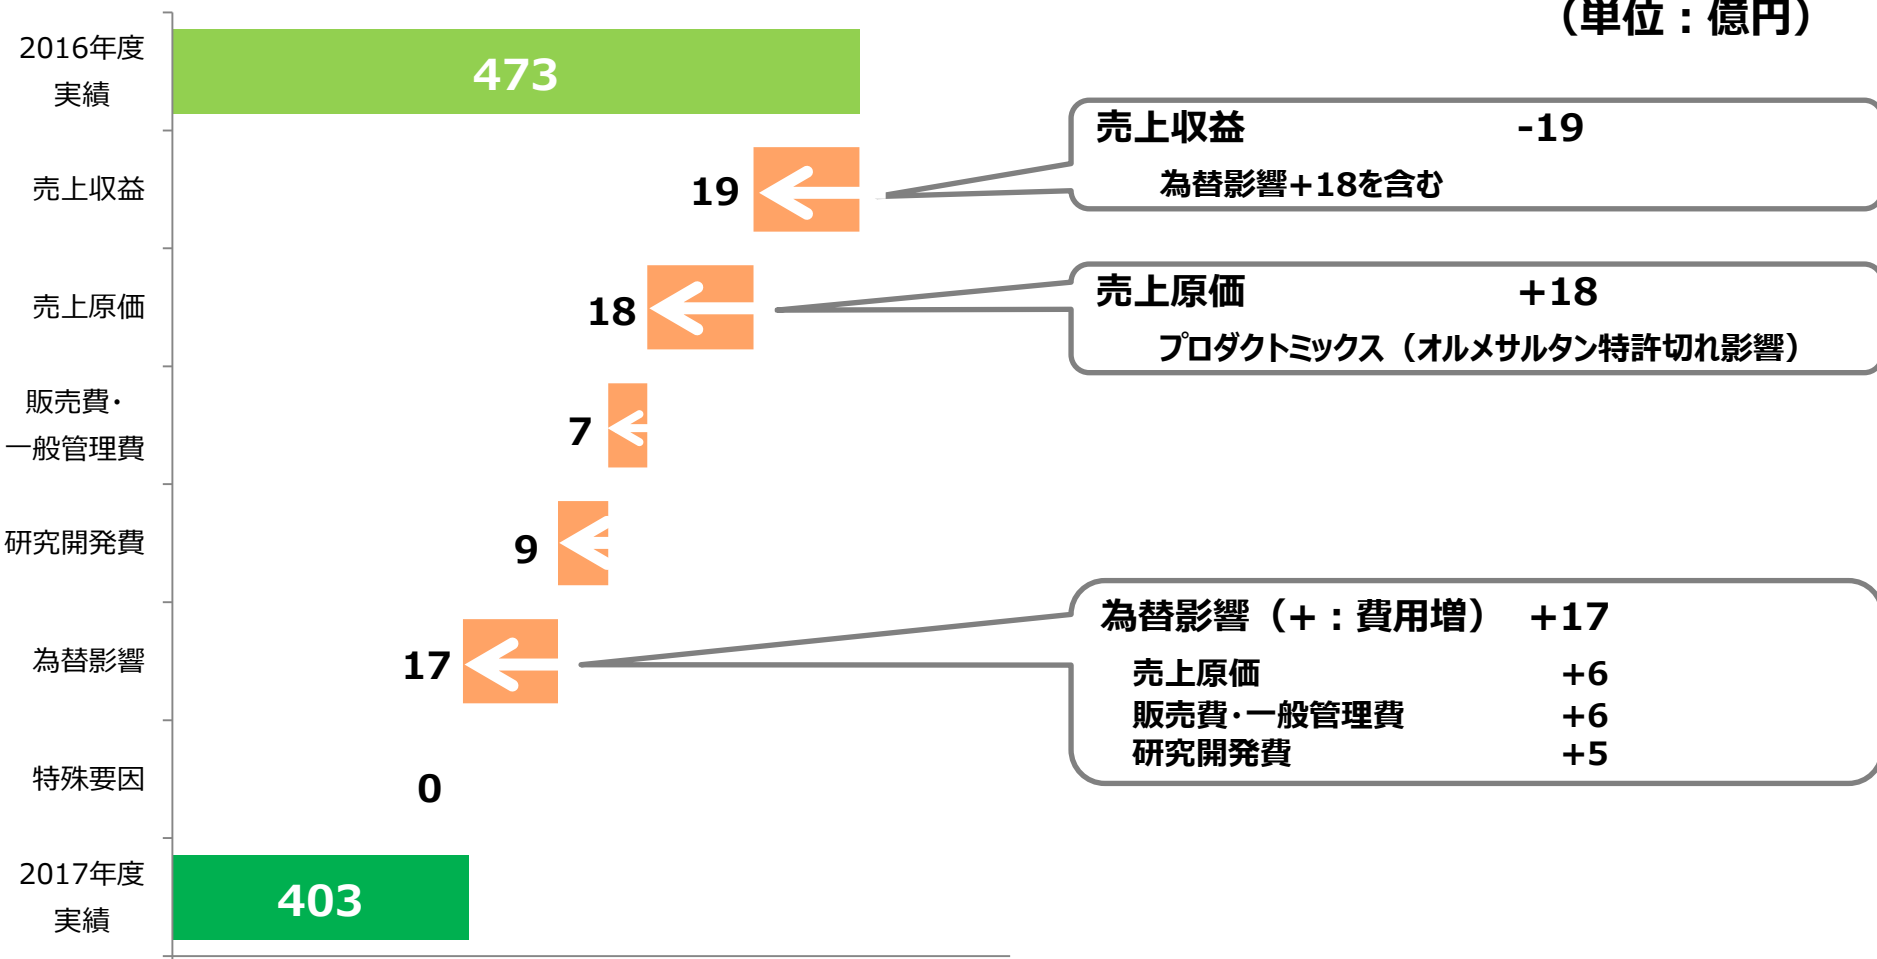 （単位：億円）
2016年度
実績
473
売上収益
19
売上収益 -19
為替影響+18を含む
売上原価
18
売上原価 +18
プロダクトミックス（オルメサルタン特許切れ影響）
販売費・
一般管理費
7
研究開発費
9
為替影響
17
為替影響（+：費用増） +17
売上原価 +6
販売費・一般管理費 +6
研究開発費 +5
特殊要因
0
2017年度
実績
403